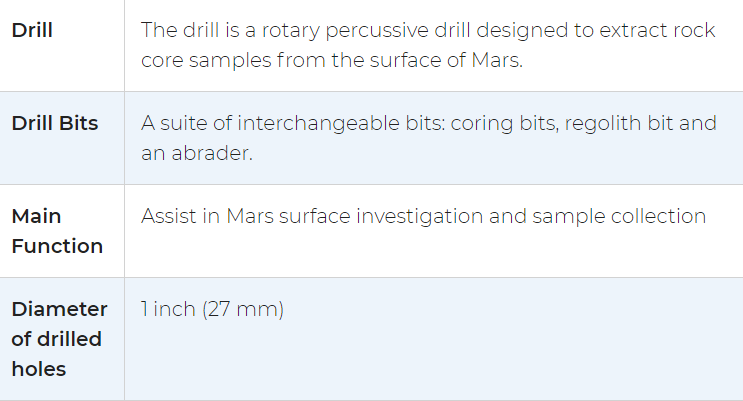 Drill
The drill is a rotary percussive drill designed to extract rock
core samples from the surface of Mars.
Drill Bits
A suite of interchangeable bits: coring bits, regolith bit and
an abrader.
Main
Function
Assist in Mars surface investigation and sample collection
Diameter
of drilled
holes
1 inch (27 mm)